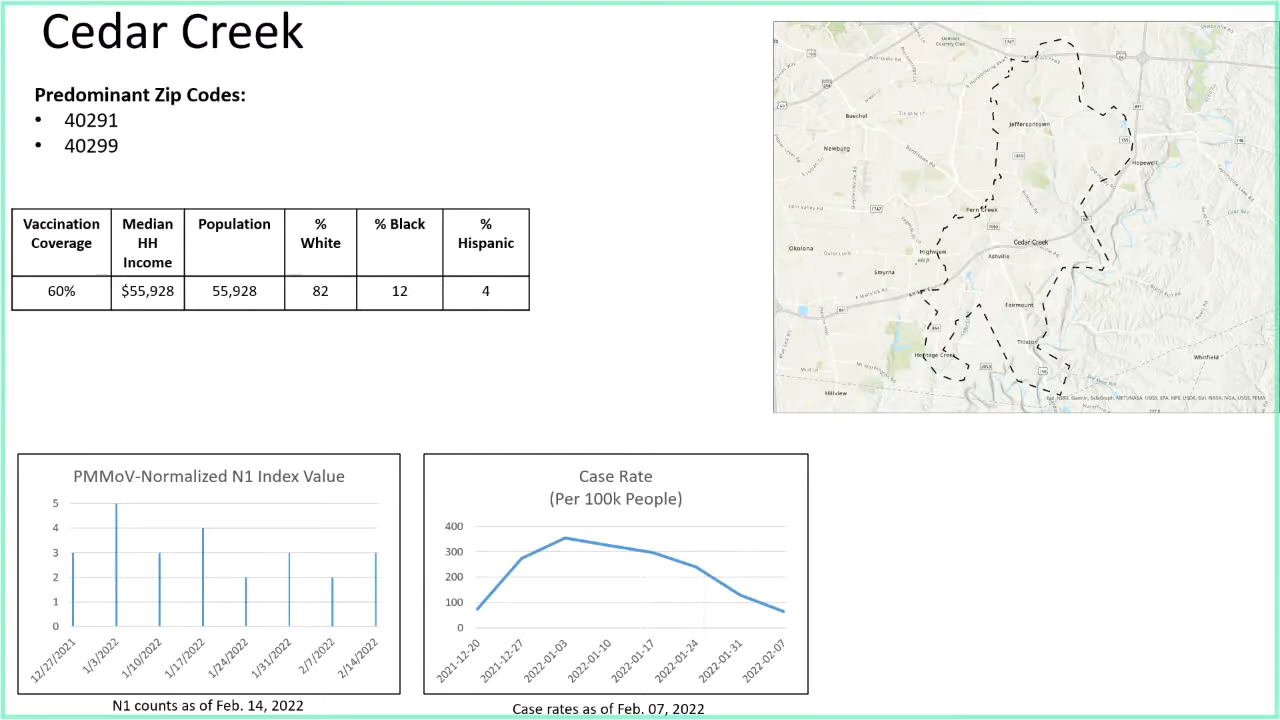 Cedar Creek
Predominant Zip Codes:
• 40291
• 40299
Vaccination Coverage Median HH Income Population % White % Black % Hispanic
60% $55,928 55,928 82 12 4
Jeffersontown
Buechel
Newburg
Hopewell
Fern Creek
Okolona
Highview
Cedar Creek
Ashville
Smyrna
Fairmount
Thixton
Heritage Creek
Whitfield
Hillview
PMMoV-Normalized N1 Index Value
5
4
3
2
1
0
12/27/2021
1/3/2022
1/10/2022
1/17/2022
1/24/2022
1/31/2022
2/7/2022
2/14/2022
N1 counts as of Feb. 14, 2022
Case Rate
(Per 100k People)
400
300
200
100
0
2021-12-20
2021-12-27
2022-01-03
2022-01-10
2022-01-17
2022-01-24
2022-01-31
2022-02-07
Case rates as of Feb. 07, 2022